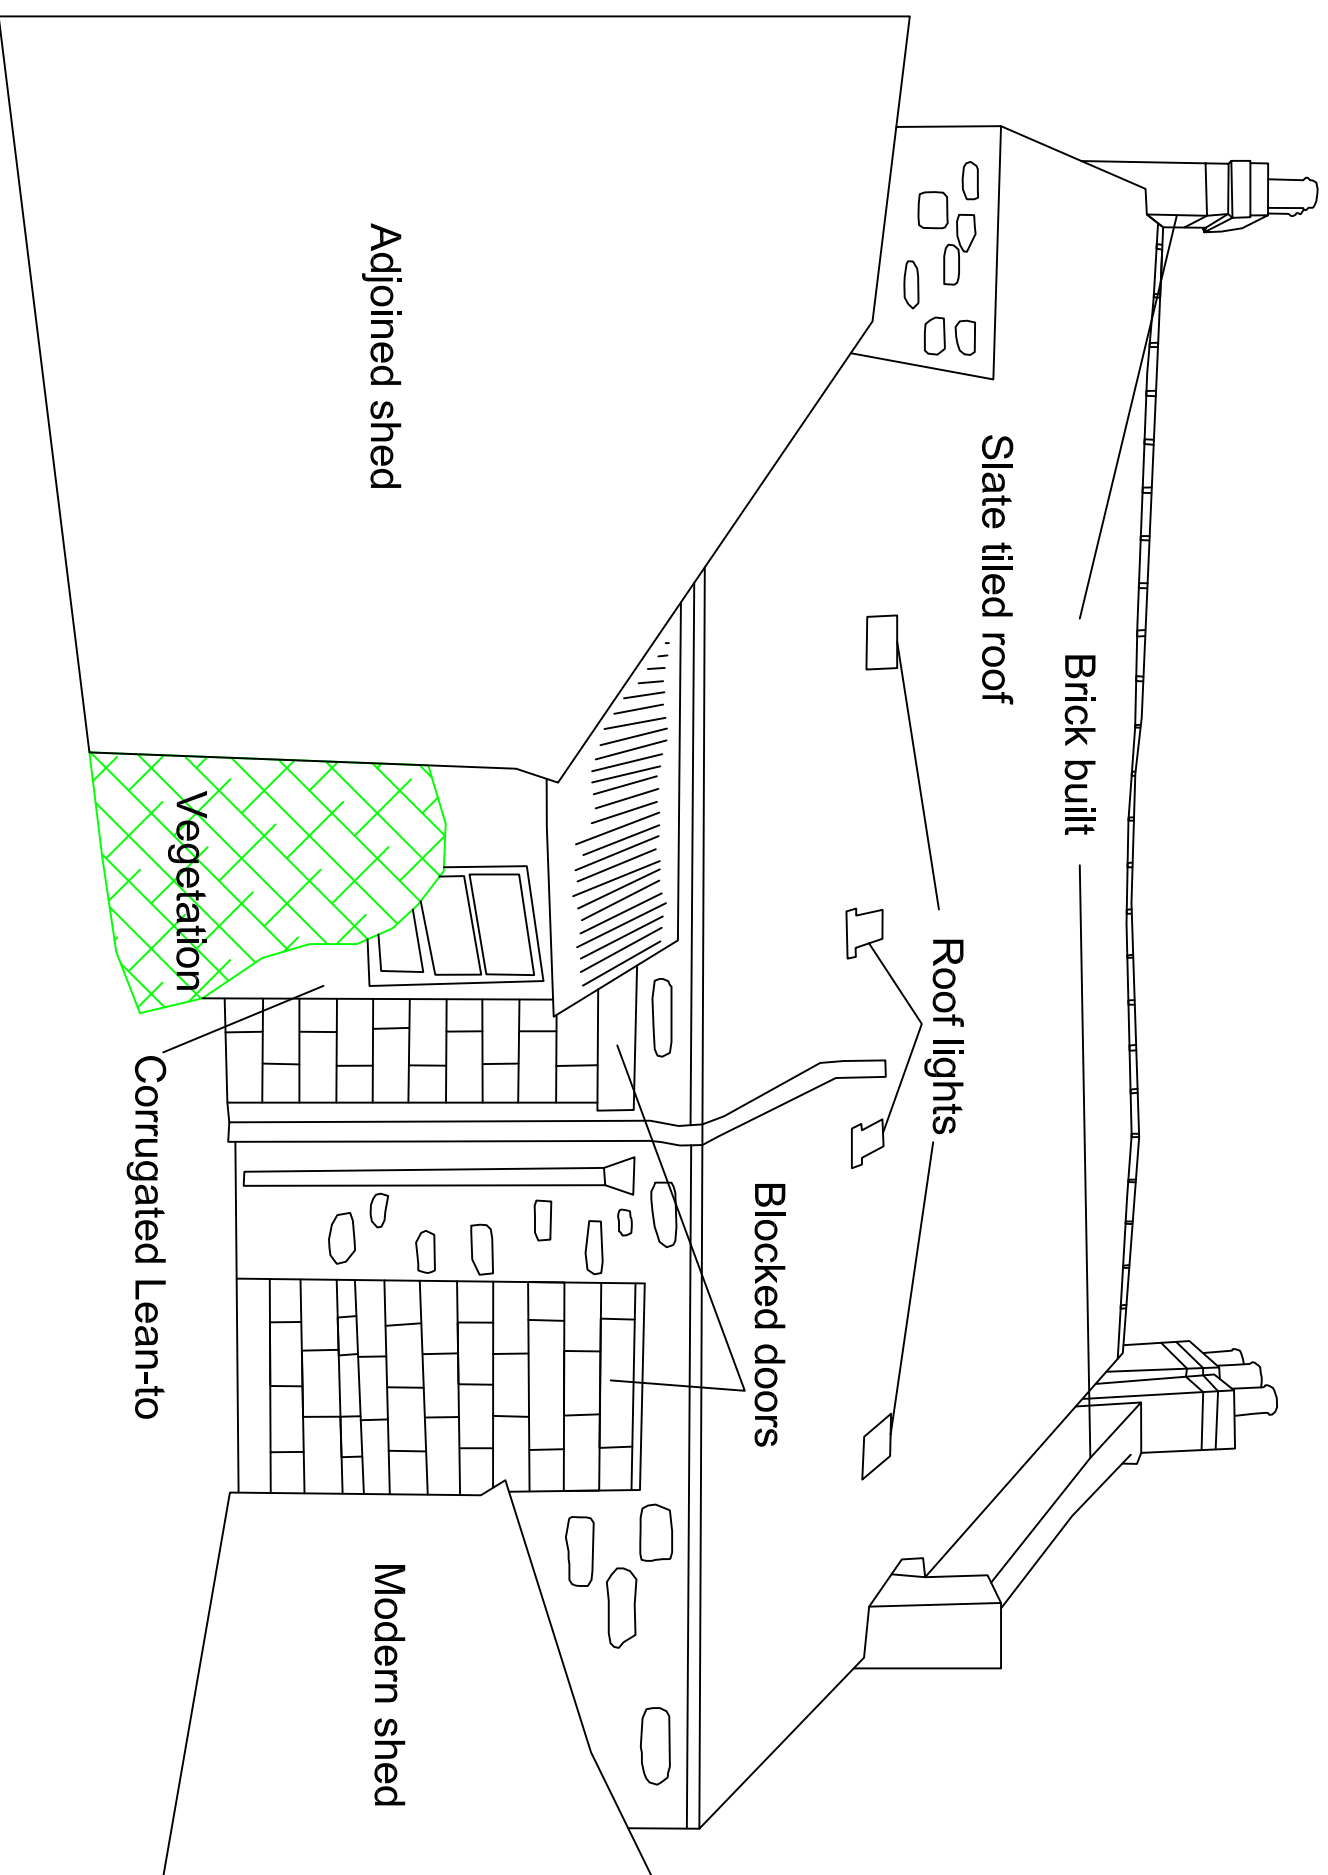 Brick built
Slate tiled roof
Roof lights
Blocked doors
Adjoined shed
Modern shed
Vegetation
Corrugated Lean-to